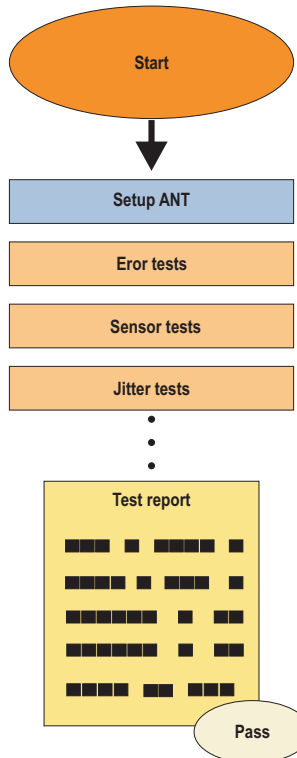 Start
Setup ANT
Eror tests
Sensor tests
Jitter tests
Test report
Pass